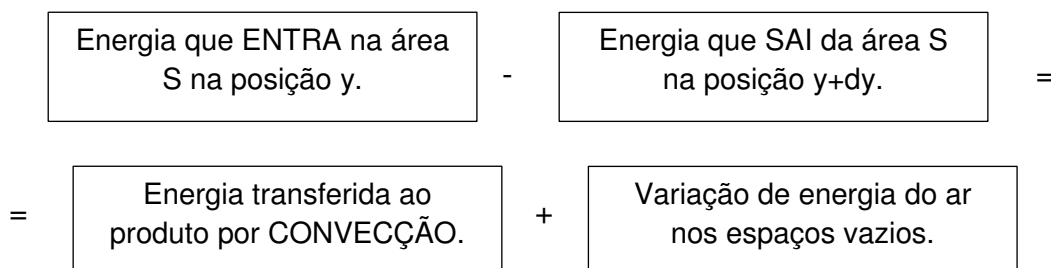 Energia que ENTRA na área
S na posição y.
-
Energia que SAI da área S
na posição y+dy.
=
=
Energia transferida ao
produto por CONVECÇÃO.
+
Variação de energia do ar
nos espaços vazios.